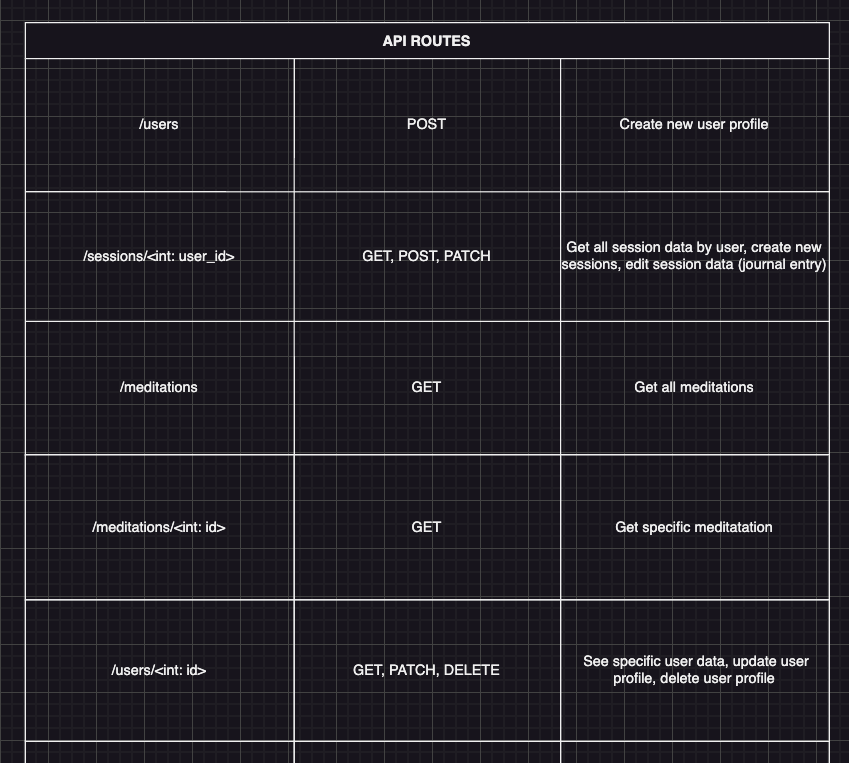 API ROUTES
/users
POST
Create new user profile
/sessions/<int: user_id>
GET, POST, PATCH
Get all session data by user, create new
sessions, edit session data (journal entry)
/meditations
GET
Get all meditations
/meditations/<int: id>
GET
Get specific meditatation
/users/<int: id>
GET, PATCH, DELETE
See specific user data, update user
profile, delete user profile